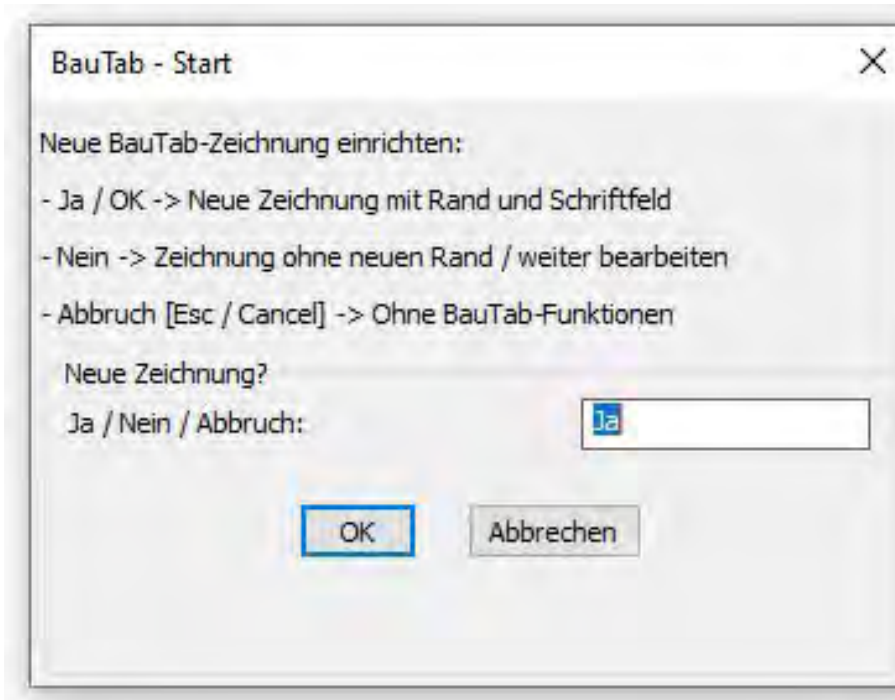 BauTab - Start
Neue BauTab-Zeichnung einrichten:
- Ja / OK -> Neue Zeichnung mit Rand und Schriftfeld
- Nein -> Zeichnung ohne neuen Rand / weiter bearbeiten
- Abbruch [Esc / Cancel] -> Ohne BauTab-Funktionen
Neue Zeichnung?
Ja / Nein / Abbruch: Ja
OK Abbrechen